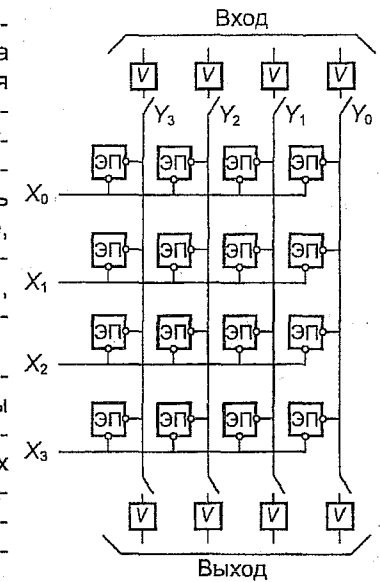 Вход
V V V V
Y₃ Y₂ Y₁ Y₀
ЭП ЭП ЭП ЭП
X₀
ЭП ЭП ЭП ЭП
X₁
ЭП ЭП ЭП ЭП
X₂
ЭП ЭП ЭП ЭП
X₃
V V V V
Выход